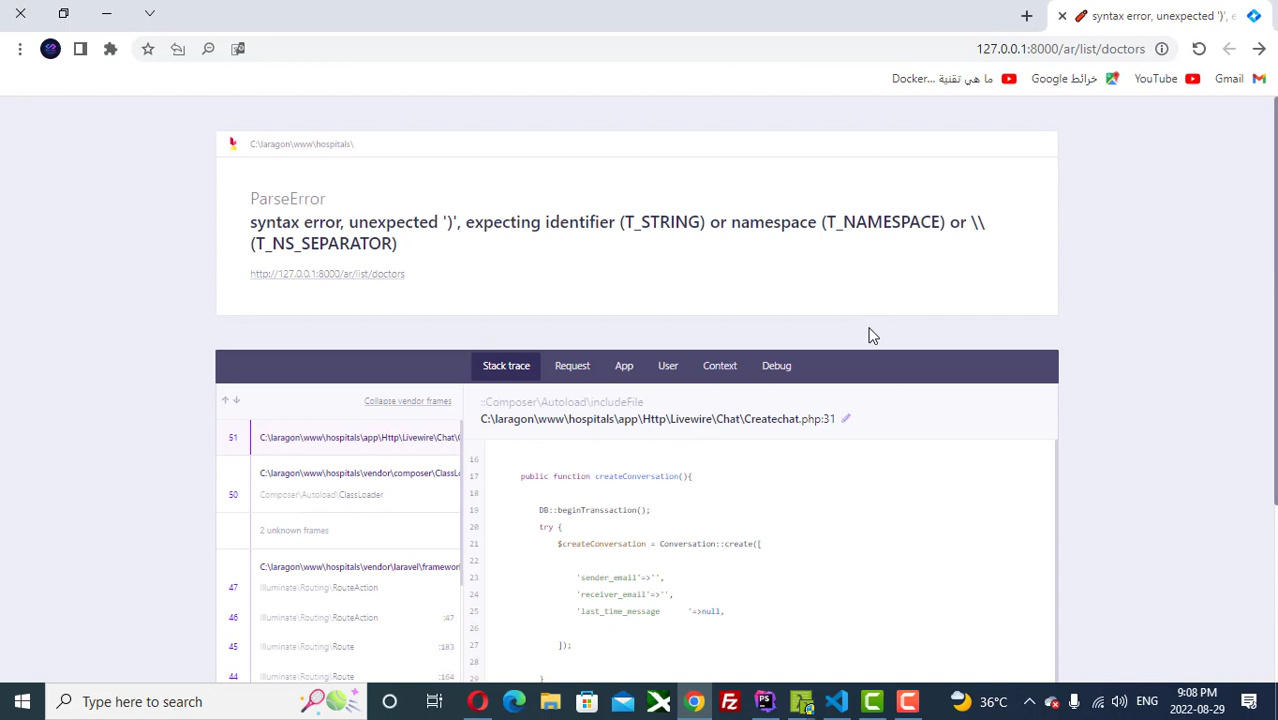 syntax error, unexpected ')', e
127.0.0.1:8000/ar/list/doctors
ما هي تقنية Docker...
خرائط Google
YouTube
Gmail
C:\laragon\www\hospitals\
ParseError
syntax error, unexpected ')', expecting identifier (T_STRING) or namespace (T_NAMESPACE) or \\
(T_NS_SEPARATOR)
http://127.0.0.1:8000/ar/list/doctors
Stack trace
Request
App
User
Context
Debug
Collapse vendor frames
51
C:\laragon\www\hospitals\app\Http\Livewire\Chat\
C:\laragon\www\hospitals\vendor\composer\ClassLo
50
Composer\Autoload\ClassLoader
2 unknown frames
C:\laragon\www\hospitals\vendor\laravel\framework
47
Illuminate\Routing\RouteAction
46
Illuminate\Routing\RouteAction
:47
45
Illuminate\Routing\Route
:183
44
Illuminate\Routing\Route
:164
::Composer\Autoload\includeFile
C:\laragon\www\hospitals\app\Http\Livewire\Chat\Createchat.php:31
16
17 public function createConversation(){
18
19 DB::beginTranssaction();
20 try {
21 $createConversation = Conversation::create([
22
23 'sender_email'=>'',
24 'receiver_email'=>'',
25 'last_time_message '=>null,
26
27 ]);
28
29 }
Type here to search
36°C
ENG
9:08 PM
2022-08-29